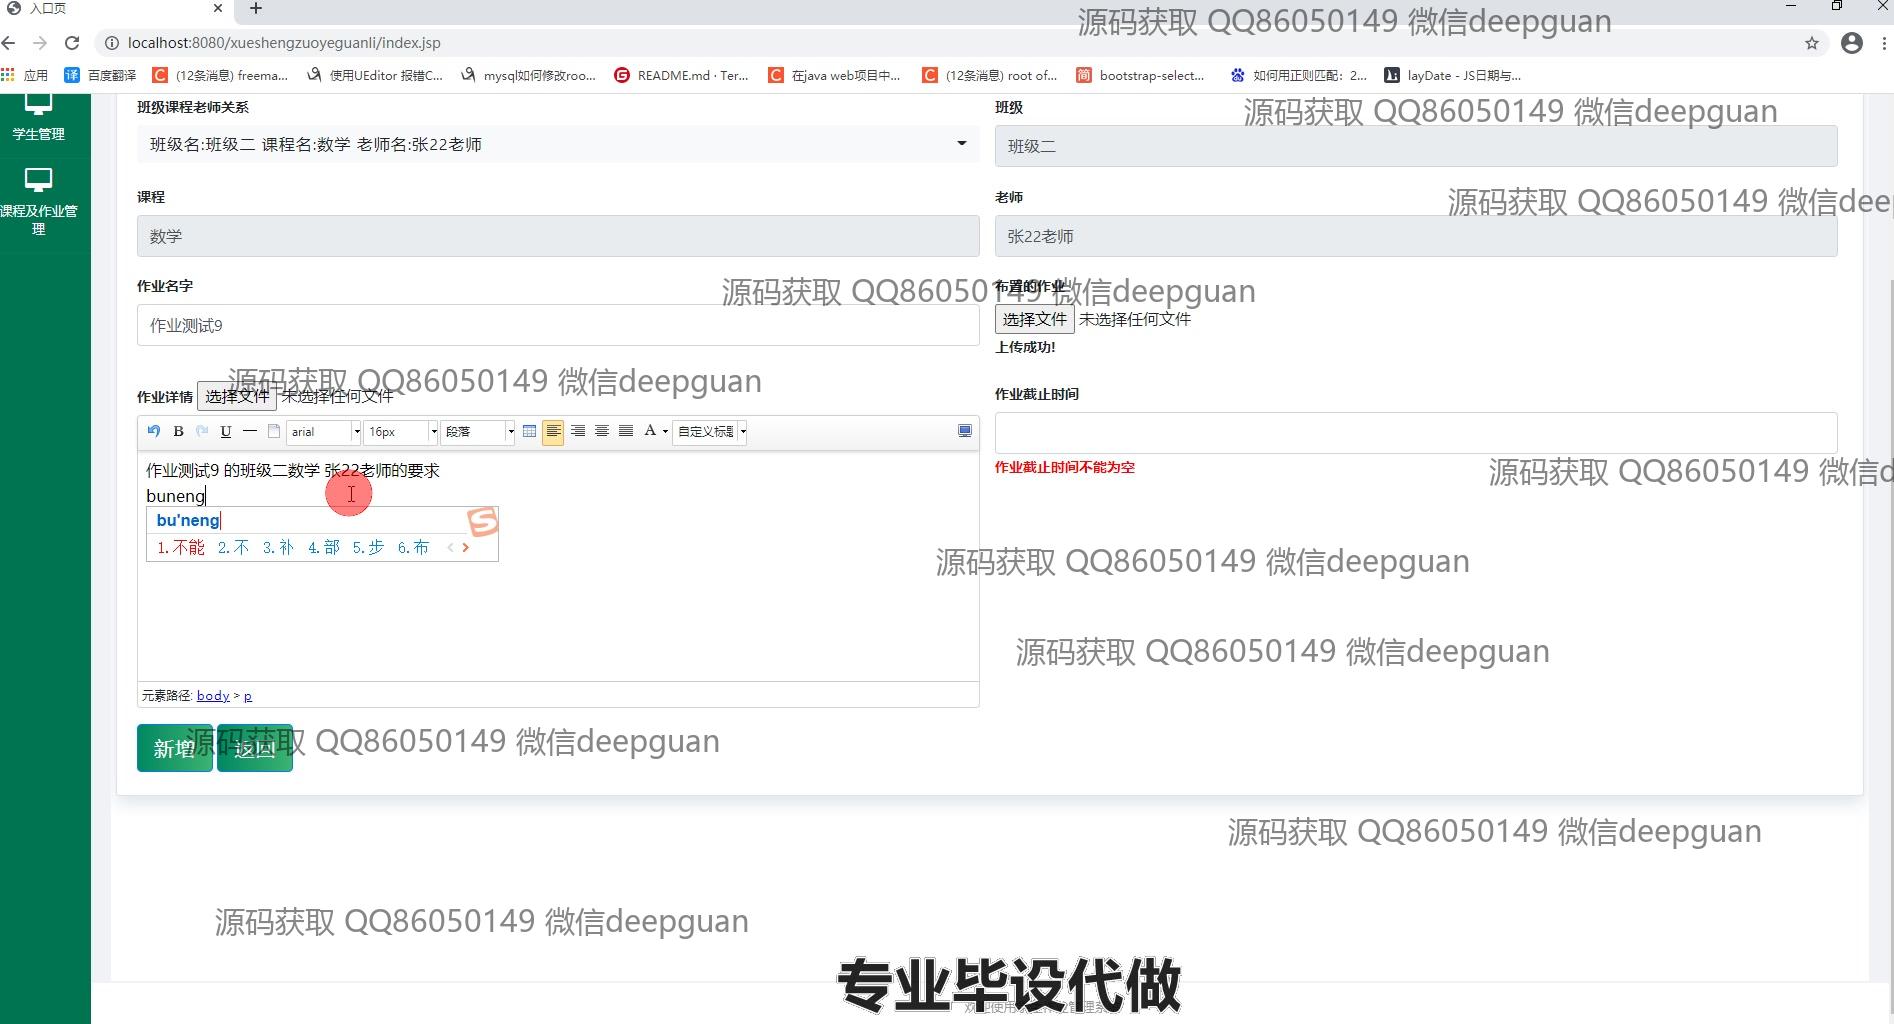 入口页
源码获取 QQ86050149 微信deepguan
localhost:8080/xueshengzuoyeguanli/index.jsp
应用 百度翻译 (12条消息) freema... 使用UEditor 报错C... mysql如何修改roo... README.md · Ter... 在java web项目中... (12条消息) root of... bootstrap-select... 如何用正则匹配：2... layDate - JS日期与...
学生管理
课程及作业管
理
班级课程老师关系
班级
源码获取 QQ86050149 微信deepguan
班级名:班级二 课程名:数学 老师名:张22老师
班级二
课程
老师
源码获取 QQ86050149 微信dee
数学
张22老师
作业名字
源码获取 QQ86050149 微信deepguan
布置的作业
作业测试9
选择文件 未选择任何文件
上传成功!
源码获取 QQ86050149 微信deepguan
作业详情 选择文件 未选择任何文件
作业截止时间
B U arial 16px 段落 A 自定义标题
作业截止时间不能为空
源码获取 QQ86050149 微信d
作业测试9 的班级二数学 张22老师的要求
buneng
bu'neng
1.不能 2.不 3.补 4.部 5.步 6.布
源码获取 QQ86050149 微信deepguan
源码获取 QQ86050149 微信deepguan
元素路径: body > p
新增 返回
源码获取 QQ86050149 微信deepguan
源码获取 QQ86050149 微信deepguan
源码获取 QQ86050149 微信deepguan
专业毕设代做